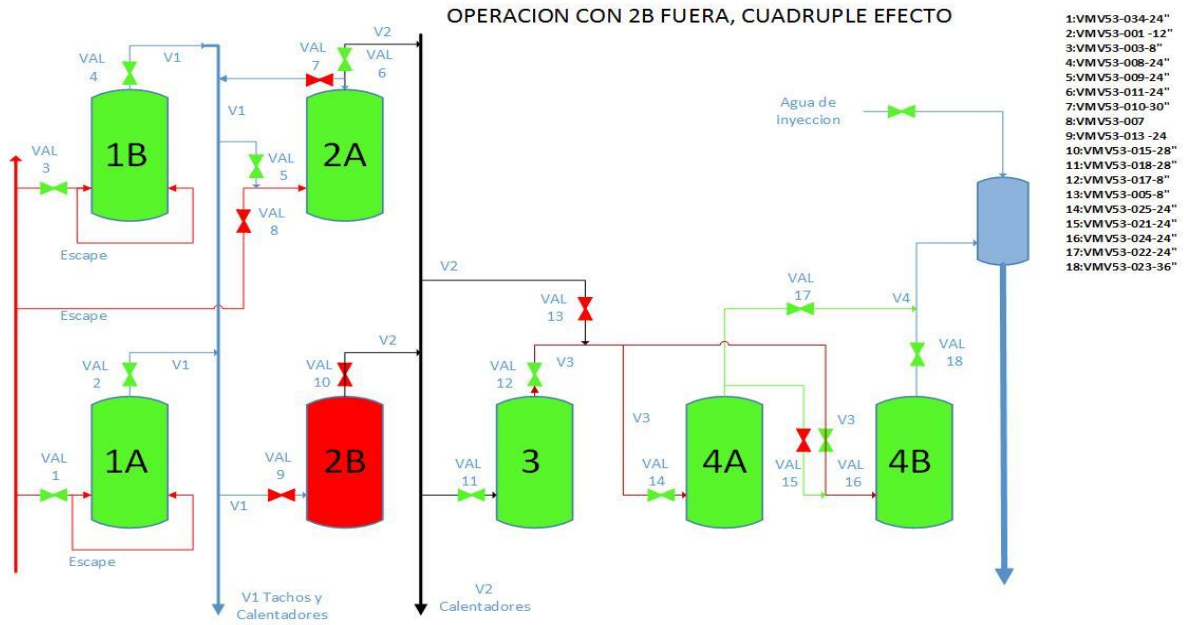 OPERACION CON 2B FUERA, CUADRUPLE EFECTO
1:VMV53-034-24"
2:VMV53-001 -12"
3:VMV53-003-8"
4:VMV53-008-24"
5:VMV53-009-24"
6:VMV53-011-24"
7:VMV53-010-30"
8:VMV53-007
9:VMV53-013 -24
10:VMV53-015-28"
11:VMV53-018-28"
12:VMV53-017-8"
13:VMV53-005-8"
14:VMV53-025-24"
15:VMV53-021-24"
16:VMV53-024-24"
17:VMV53-022-24"
18:VMV53-023-36"
VAL
4
V1
VAL
7
VAL
6
V2
V1
VAL
3
1B
VAL
5
2A
VAL
8
Escape
Escape
Agua de
inyeccion
V2
VAL
13
VAL
17
V4
VAL
2
V1
VAL
10
V2
VAL
12
V3
VAL
18
VAL
1
1A
VAL
9
V1
2B
VAL
11
3
V3
VAL
14
4A
V3
VAL
15
VAL
16
4B
Escape
V1 Tachos y
Calentadores
V2
Calentadores